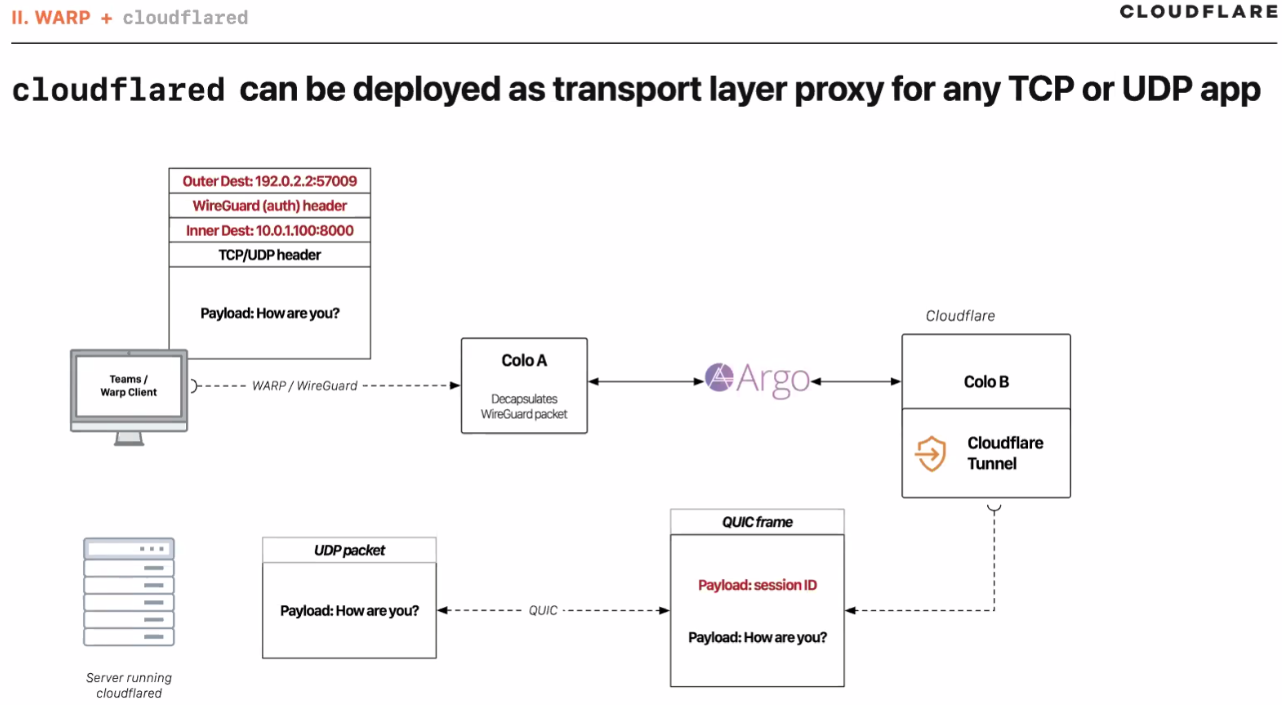 II. WARP + cloudflared
CLOUDFLARE
cloudflared can be deployed as transport layer proxy for any TCP or UDP app
Outer Dest: 192.0.2.2:57009
WireGuard (auth) header
Inner Dest: 10.0.1.100:8000
TCP/UDP header
Payload: How are you?
Teams /
Warp Client
WARP / WireGuard
Colo A
Decapsulates
WireGuard packet
Argo
Cloudflare
Colo B
Cloudflare
Tunnel
QUIC frame
Payload: session ID
Payload: How are you?
QUIC
UDP packet
Payload: How are you?
Server running
cloudflared